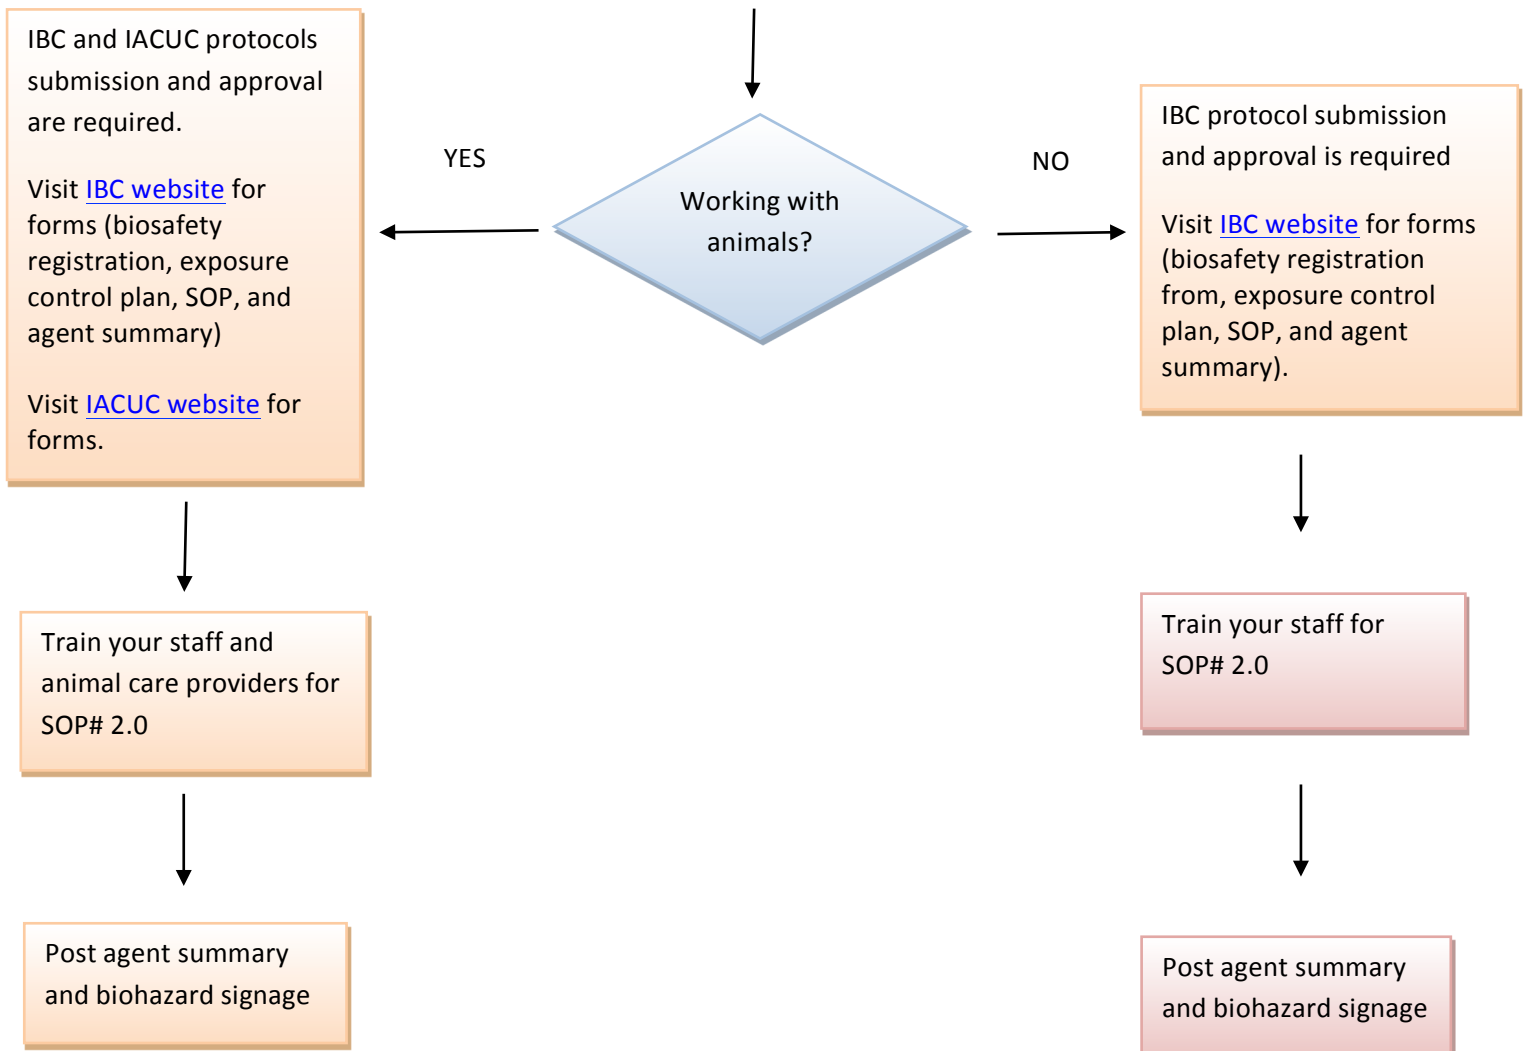 IBC and IACUC protocols
submission and approval
are required.
Visit IBC website for
forms (biosafety
registration, exposure
control plan, SOP, and
agent summary)
Visit IACUC website for
forms.
YES
Working with
animals?
NO
IBC protocol submission
and approval is required
Visit IBC website for forms
(biosafety registration
from, exposure control
plan, SOP, and agent
summary).
Train your staff and
animal care providers for
SOP# 2.0
Train your staff for
SOP# 2.0
Post agent summary
and biohazard signage
Post agent summary
and biohazard signage